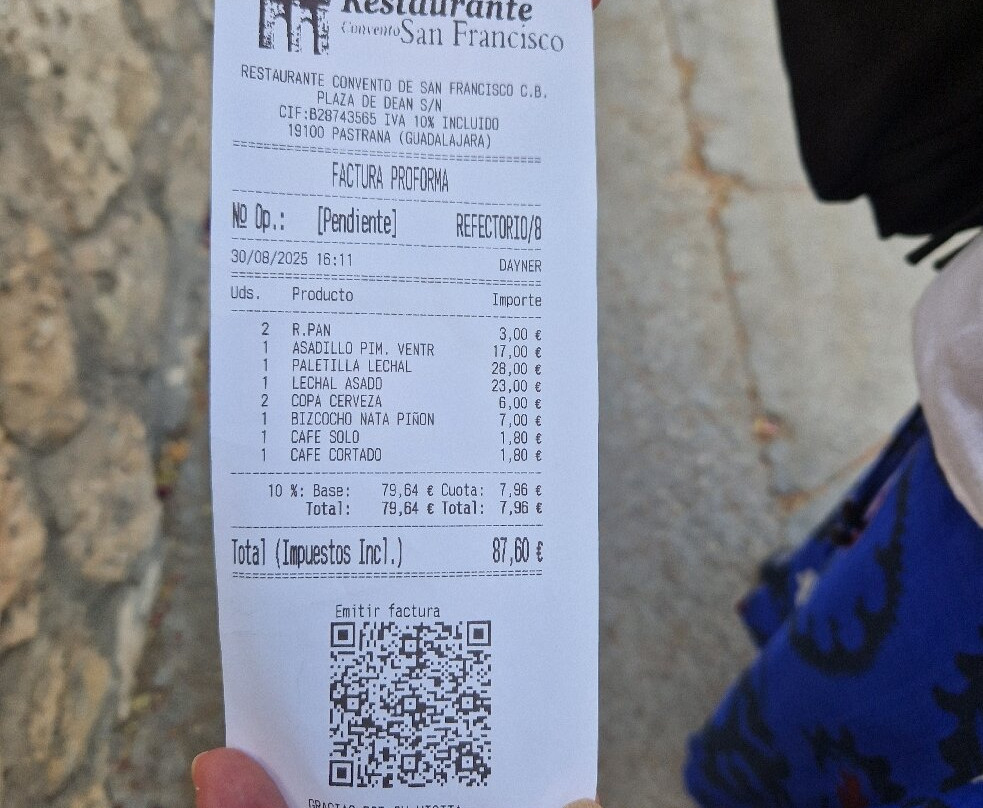 Restaurante
Convento San Francisco
RESTAURANTE CONVENTO DE SAN FRANCISCO C.B.
PLAZA DE DEAN S/N
CIF:B28743565 IVA 10% INCLUIDO
19100 PASTRANA (GUADALAJARA)
FACTURA PROFORMA
Nº Op.: [Pendiente] REFECTORIO/8
30/08/2025 16:11 DAYNER
Uds. Producto Importe
2 R.PAN 3,00 €
1 ASADILLO PIM. VENTR 17,00 €
1 PALETILLA LECHAL 28,00 €
1 LECHAL ASADO 23,00 €
2 COPA CERVEZA 6,00 €
1 BIZCOCHO NATA PIÑON 7,00 €
1 CAFE SOLO 1,80 €
1 CAFE CORTADO 1,80 €
10 %: Base: 79,64 € Cuota: 7,96 €
Total: 79,64 € Total: 7,96 €
Total (Impuestos Incl.) 87,60 €
Emitir factura
GRACIAS POR SU VISITA